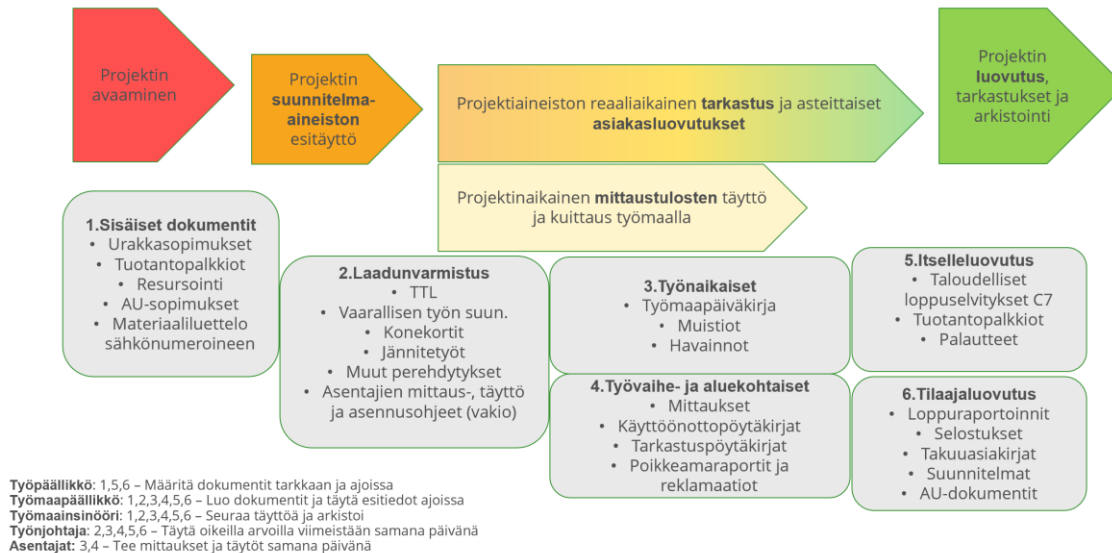 Projektin
avaaminen
Projektin
suunnitelma-
aineiston
esitäyttö
Projektiaineiston reaaliaikainen tarkastus ja asteittaiset
asiakasluovutukset
Projektin
luovutus,
tarkastukset ja
arkistointi
Projektinaikainen mittaustulosten täyttö
ja kuittaus työmaalla
1.Sisäiset dokumentit
• Urakkasopimukset
• Tuotantopalkkiot
• Resursointi
• AU-sopimukset
• Materiaaliluettelo
sähkönumeroineen
2.Laadunvarmistus
• TTL
• Vaarallisen työn suun.
• Konekortit
• Jännitetyöt
• Muut perehdytykset
• Asentajien mittaus-, täyttö
ja asennusohjeet (vakio)
3.Työnaikaiset
• Työmaapäiväkirja
• Muistiot
• Havainnot
4.Työvaihe- ja aluekohtaiset
• Mittaukset
• Käyttöönottopöytäkirjat
• Tarkastuspöytäkirjat
• Poikkeamaraportit ja
reklamaatiot
5.Itselleluovutus
• Taloudelliset
loppuselvitykset C7
• Tuotantopalkkiot
• Palautteet
6.Tilaajaluovutus
• Loppuraportoinnit
• Selostukset
• Takuuasiakirjat
• Suunnitelmat
• AU-dokumentit
Työpäällikkö: 1,5,6 – Määritä dokumentit tarkkaan ja ajoissa
Työmaapäällikkö: 1,2,3,4,5,6 – Luo dokumentit ja täytä esitiedot ajoissa
Työmaainsinööri: 1,2,3,4,5,6 – Seuraa täyttöä ja arkistoi
Työnjohtaja: 2,3,4,5,6 – Täytä oikeilla arvoilla viimeistään samana päivänä
Asentajat: 3,4 – Tee mittaukset ja täytöt samana päivänä